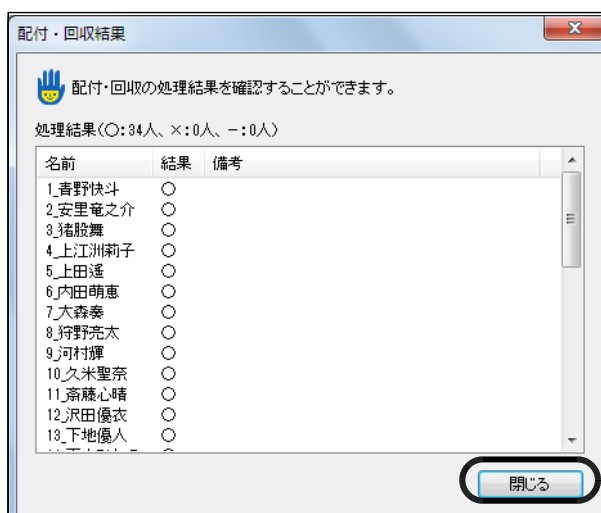 配付・回収結果
配付・回収の処理結果を確認することができます。
処理結果(○:34人、×:0人、－:0人)
名前 結果 備考
1_青野快斗 ○
2_安里竜之介 ○
3_猪股舞 ○
4_上江洲莉子 ○
5_上田遥 ○
6_内田萌恵 ○
7_大森奏 ○
8_狩野亮太 ○
9_河村輝 ○
10_久米聖奈 ○
11_斎藤心晴 ○
12_沢田優衣 ○
13_下地優人 ○
閉じる